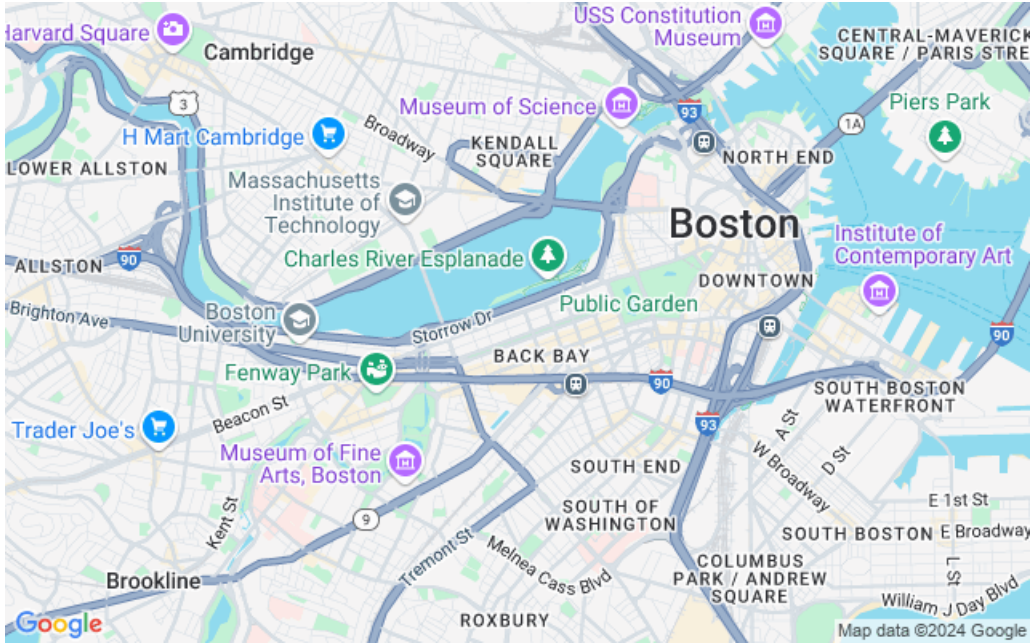 USS Constitution
Museum
Harvard Square
Cambridge
CENTRAL-MAVERICK
SQUARE / PARIS STRE
3
Museum of Science
93
Piers Park
H Mart Cambridge
Broadway
KENDALL
SQUARE
1A
NORTH END
LOWER ALLSTON
Massachusetts
Institute of
Technology
Boston
Institute of
Contemporary Art
ALLSTON
90
Charles River Esplanade
DOWNTOWN
Public Garden
Brighton Ave
Boston
University
Storrow Dr
90
BACK BAY
Fenway Park
90
SOUTH BOSTON
WATERFRONT
Beacon St
Trader Joe's
93
A St
W Broadway
D St
Museum of Fine
Arts, Boston
SOUTH END
Kent St
9
SOUTH OF
WASHINGTON
E 1st St
SOUTH BOSTON
E Broadway
Tremont St
Melnea Cass Blvd
Brookline
COLUMBUS
PARK / ANDREW
SQUARE
L St
William J Day Blvd
ROXBURY
Google
Map data ©2024 Google